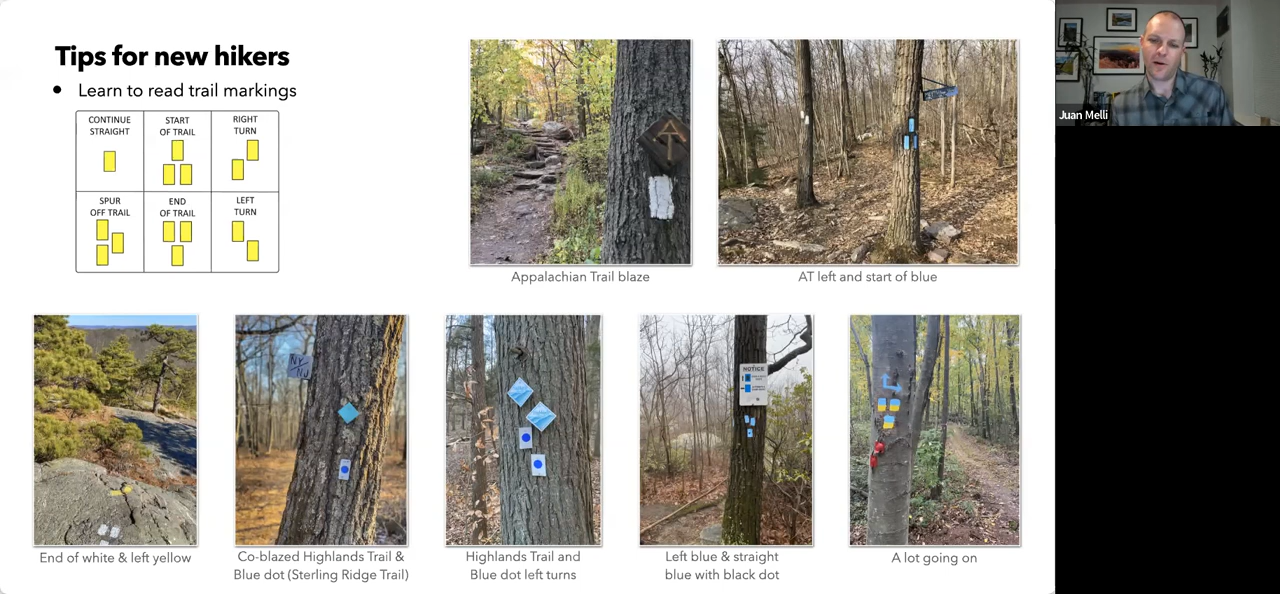 Tips for new hikers
• Learn to read trail markings
CONTINUE
STRAIGHT
START
OF TRAIL
RIGHT
TURN
SPUR
OFF TRAIL
END
OF TRAIL
LEFT
TURN
Appalachian Trail blaze
AT left and start of blue
NY/
NJ
NOTICE
End of white & left yellow
Co-blazed Highlands Trail &
Blue dot (Sterling Ridge Trail)
Highlands Trail and
Blue dot left turns
Left blue & straight
blue with black dot
A lot going on
Juan Melli